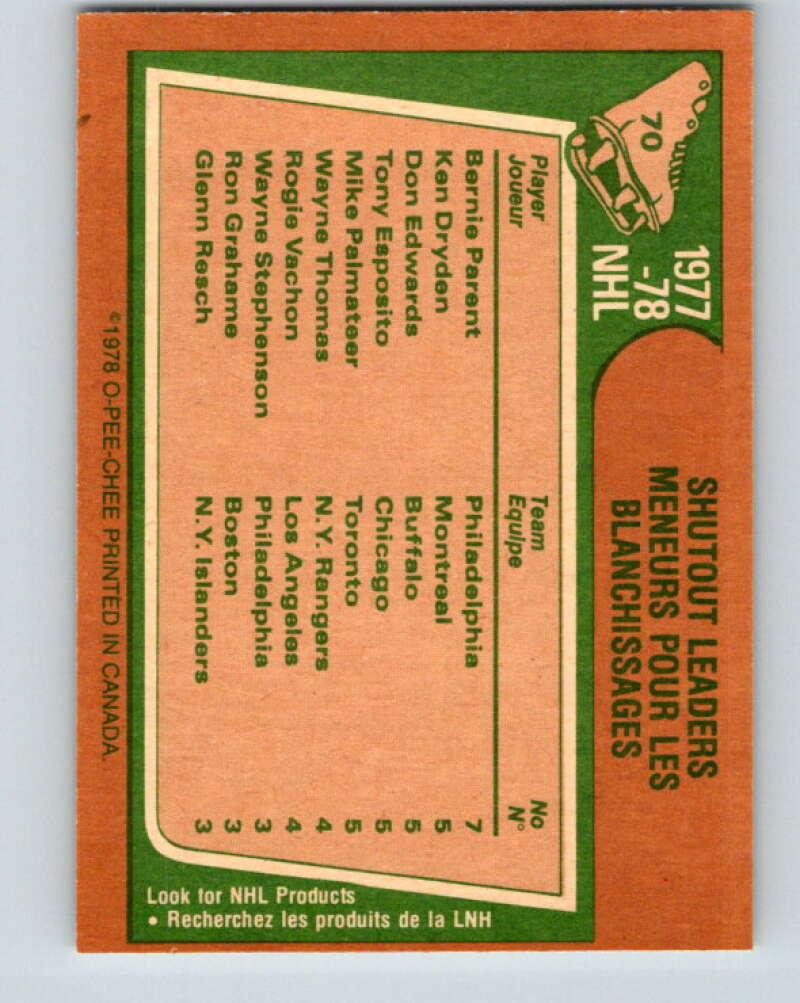 70
1977
-78
NHL
SHUTOUT LEADERS
MENEURS POUR LES
BLANCHISSAGES
Player Team No
Joueur Equipe N°
Bernie Parent Philadelphia 7
Ken Dryden Montreal 5
Don Edwards Buffalo 5
Tony Esposito Chicago 5
Mike Palmateer Toronto 5
Wayne Thomas N.Y. Rangers 4
Rogie Vachon Los Angeles 4
Wayne Stephenson Philadelphia 3
Ron Grahame Boston 3
Glenn Resch N.Y. Islanders 3
Look for NHL Products
• Recherchez les produits de la LNH
©1978 O-PEE-CHEE PRINTED IN CANADA.